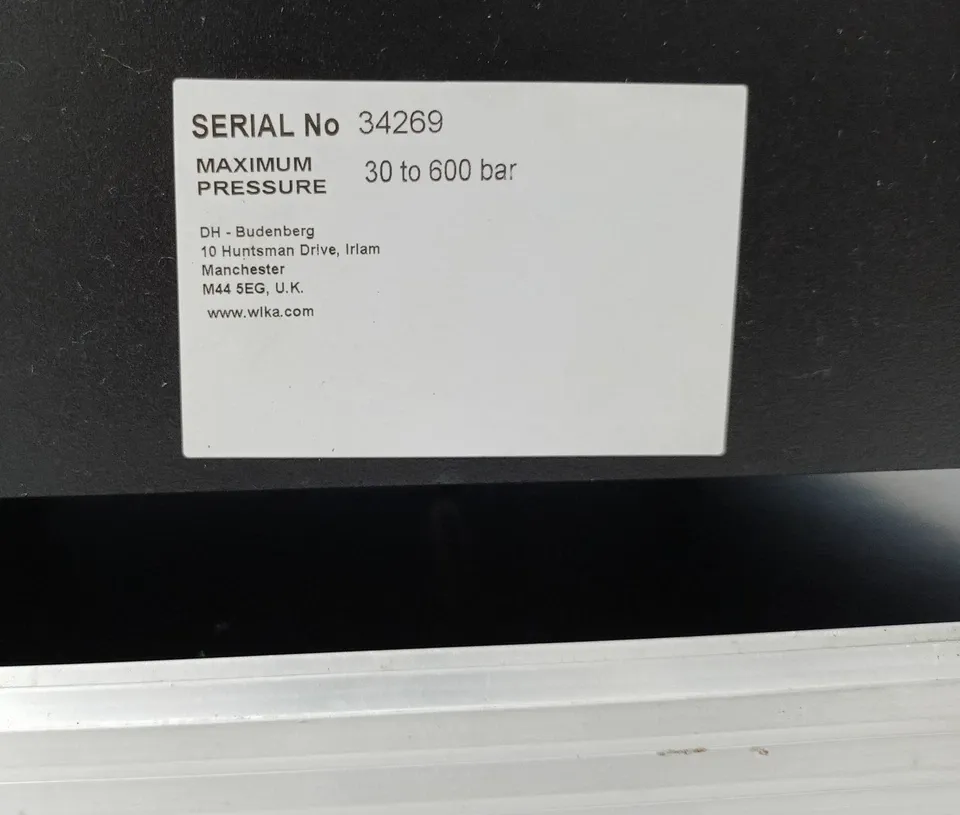 SERIAL No 34269
MAXIMUM
PRESSURE
30 to 600 bar
DH - Budenberg
10 Huntsman Drive, Irlam
Manchester
M44 5EG, U.K.
www.wika.com